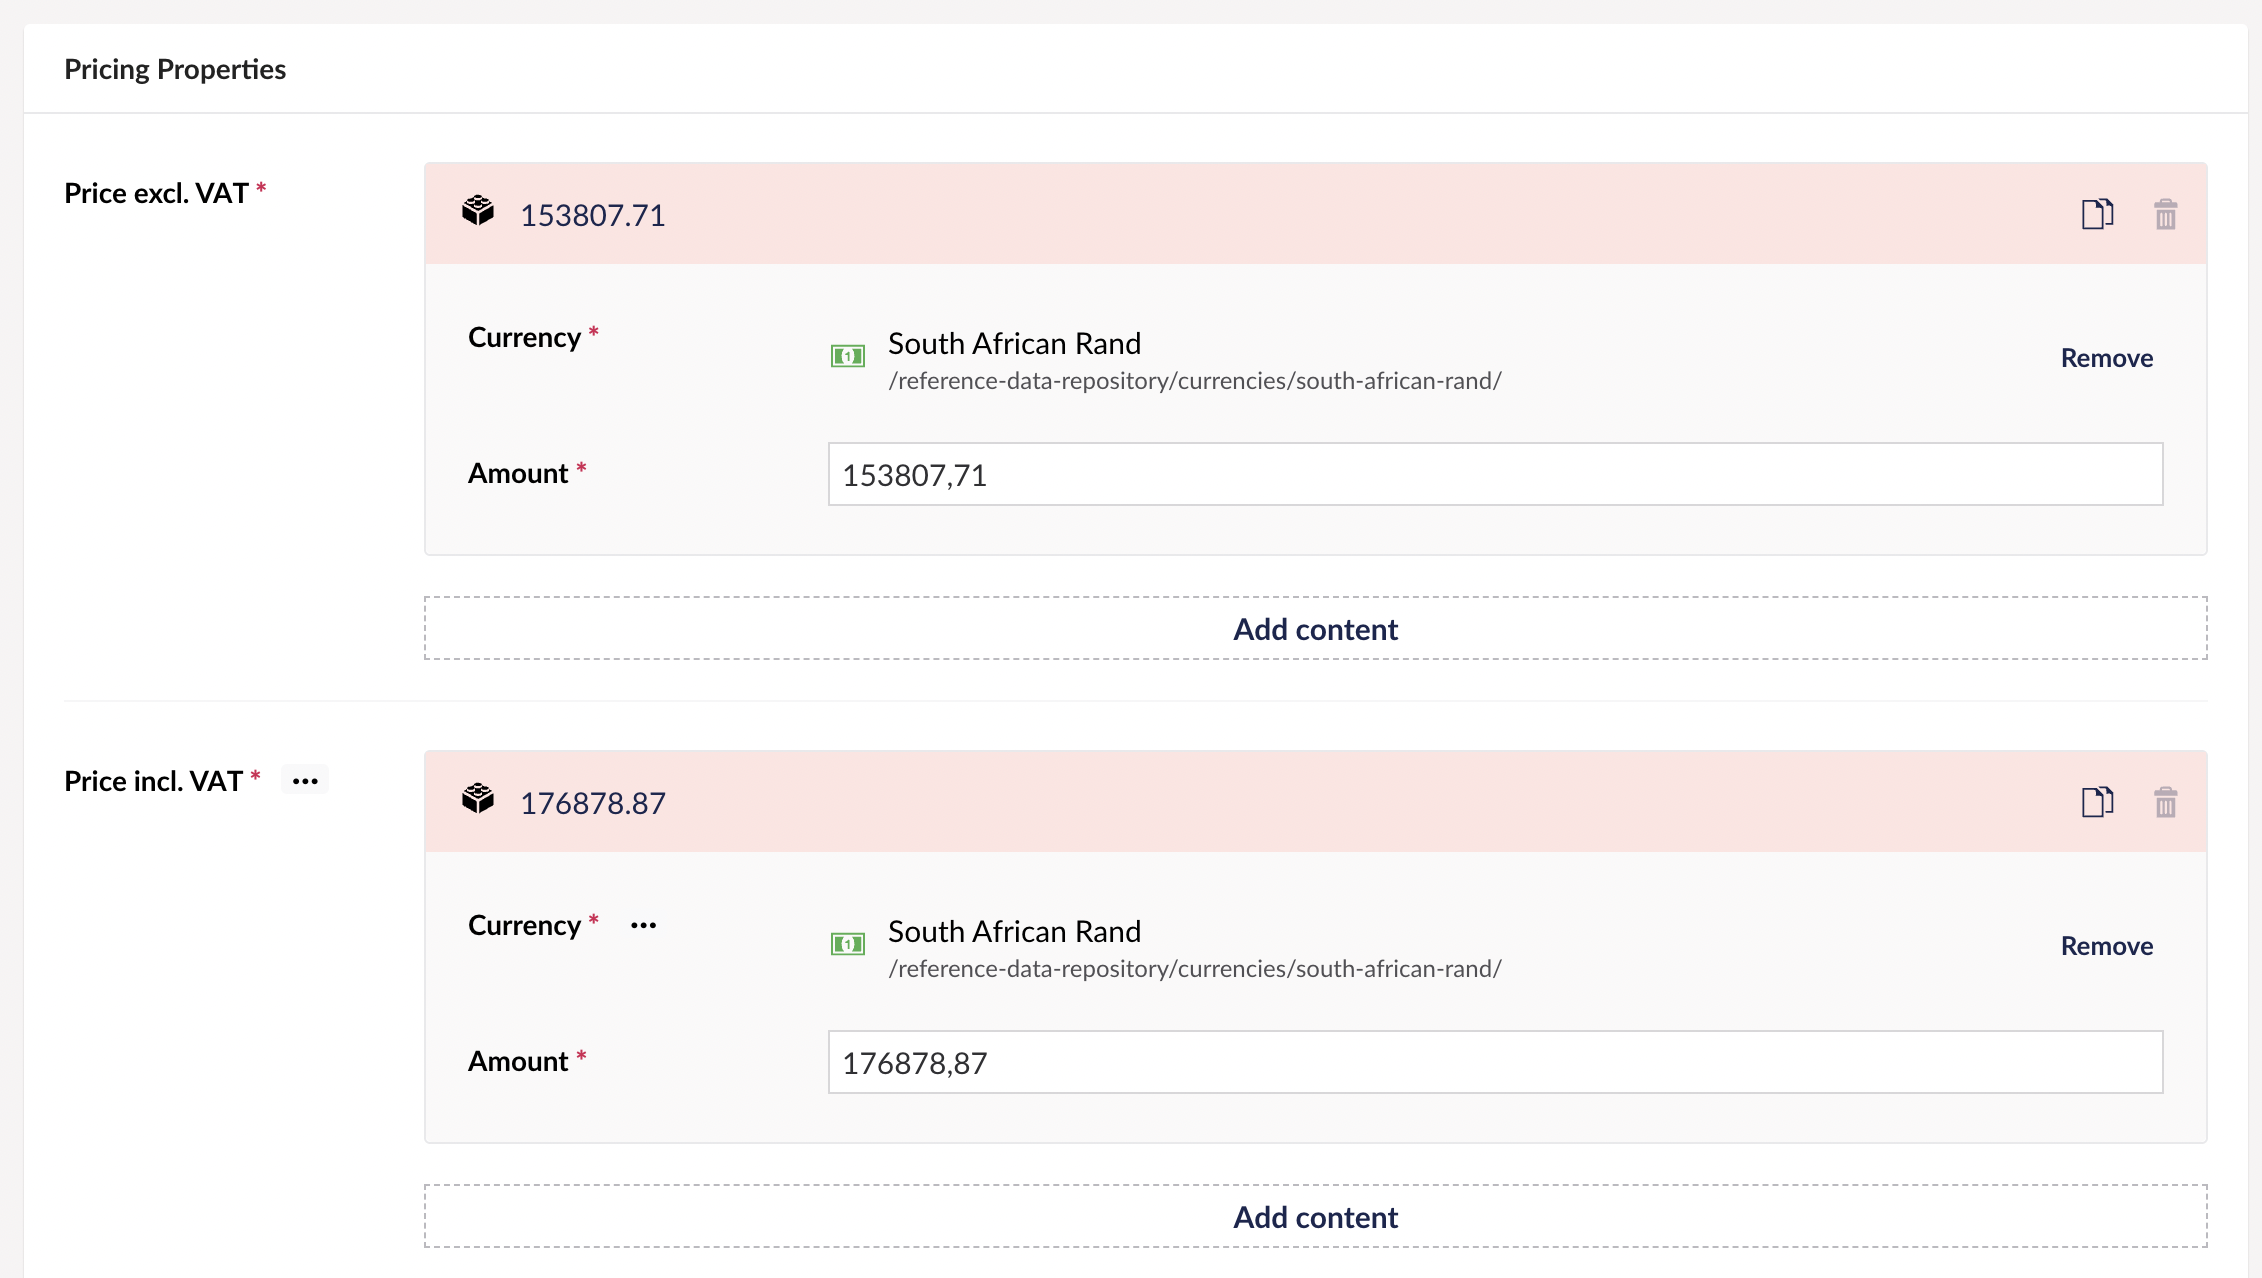 Pricing Properties
Price excl. VAT *
153807.71
Currency *
South African Rand
/reference-data-repository/currencies/south-african-rand/
Remove
Amount *
153807,71
Add content
Price incl. VAT * •••
176878.87
Currency * •••
South African Rand
/reference-data-repository/currencies/south-african-rand/
Remove
Amount *
176878,87
Add content